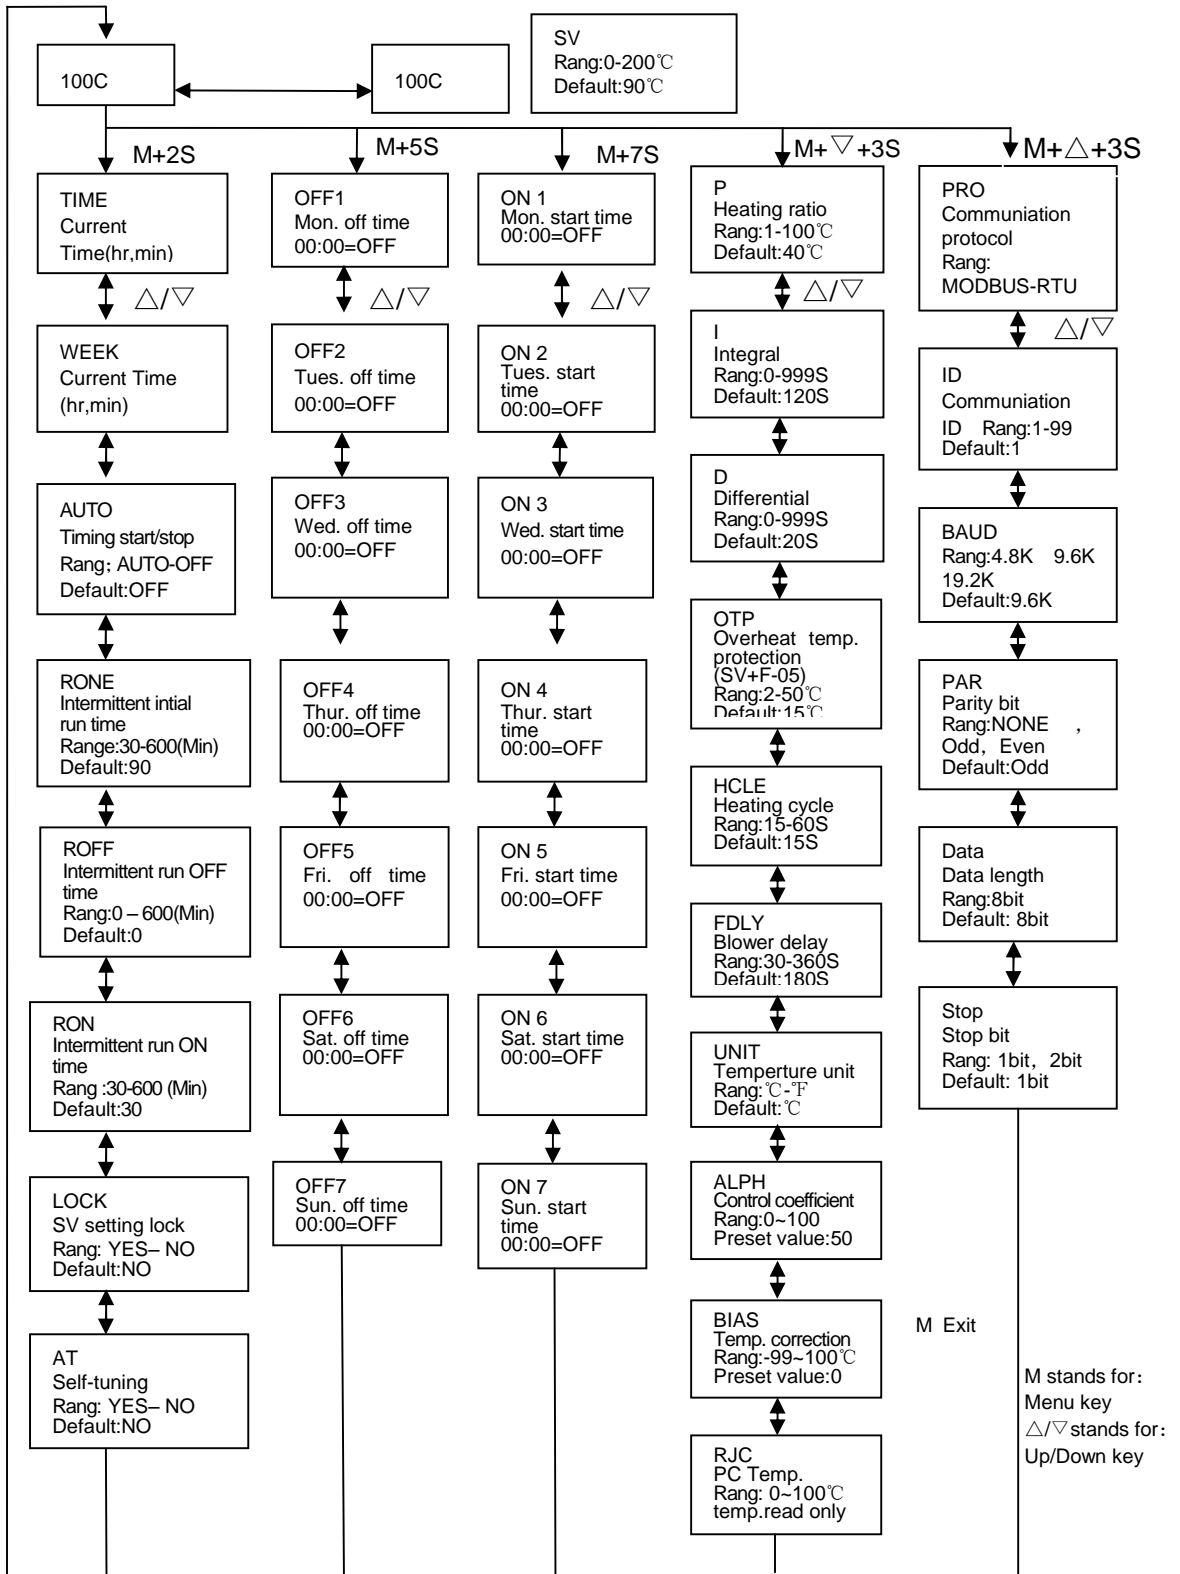 100C
100C
SV
Rang:0-200℃
Default:90℃
M+2S
M+5S
M+7S
M+▽+3S
M+△+3S
TIME
Current
Time(hr,min)
△/▽
WEEK
Current Time
(hr,min)
AUTO
Timing start/stop
Rang; AUTO-OFF
Default:OFF
RONE
Intermittent intial
run time
Range:30-600(Min)
Default:90
ROFF
Intermittent run OFF
time
Rang:0 – 600(Min)
Default:0
RON
Intermittent run ON
time
Rang :30-600 (Min)
Default:30
LOCK
SV setting lock
Rang: YES– NO
Default:NO
AT
Self-tuning
Rang: YES– NO
Default:NO
OFF1
Mon. off time
00:00=OFF
△/▽
OFF2
Tues. off time
00:00=OFF
OFF3
Wed. off time
00:00=OFF
OFF4
Thur. off time
00:00=OFF
OFF5
Fri. off time
00:00=OFF
OFF6
Sat. off time
00:00=OFF
OFF7
Sun. off time
00:00=OFF
ON 1
Mon. start time
00:00=OFF
△/▽
ON 2
Tues. start
time
00:00=OFF
ON 3
Wed. start time
00:00=OFF
ON 4
Thur. start
time
00:00=OFF
ON 5
Fri. start time
00:00=OFF
ON 6
Sat. start time
00:00=OFF
ON 7
Sun. start
time
00:00=OFF
P
Heating ratio
Rang:1-100℃
Default:40℃
△/▽
I
Integral
Rang:0-999S
Default:120S
D
Differential
Rang:0-999S
Default:20S
OTP
Overheat temp.
protection
(SV+F-05)
Rang:2-50℃
Default:15℃
HCLE
Heating cycle
Rang:15-60S
Default:15S
FDLY
Blower delay
Rang:30-360S
Default:180S
UNIT
Temperture unit
Rang:℃-℉
Default:℃
ALPH
Control coefficient
Rang:0~100
Preset value:50
BIAS
Temp. correction
Rang:-99~100℃
Preset value:0
RJC
PC Temp.
Rang: 0~100℃
temp.read only
PRO
Communiation
protocol
Rang:
MODBUS-RTU
△/▽
ID
Communiation
ID Rang:1-99
Default:1
BAUD
Rang:4.8K 9.6K
19.2K
Default:9.6K
PAR
Parity bit
Rang:NONE ,
Odd, Even
Default:Odd
Data
Data length
Rang:8bit
Default: 8bit
Stop
Stop bit
Rang: 1bit, 2bit
Default: 1bit
M Exit
M stands for:
Menu key
△/▽stands for:
Up/Down key